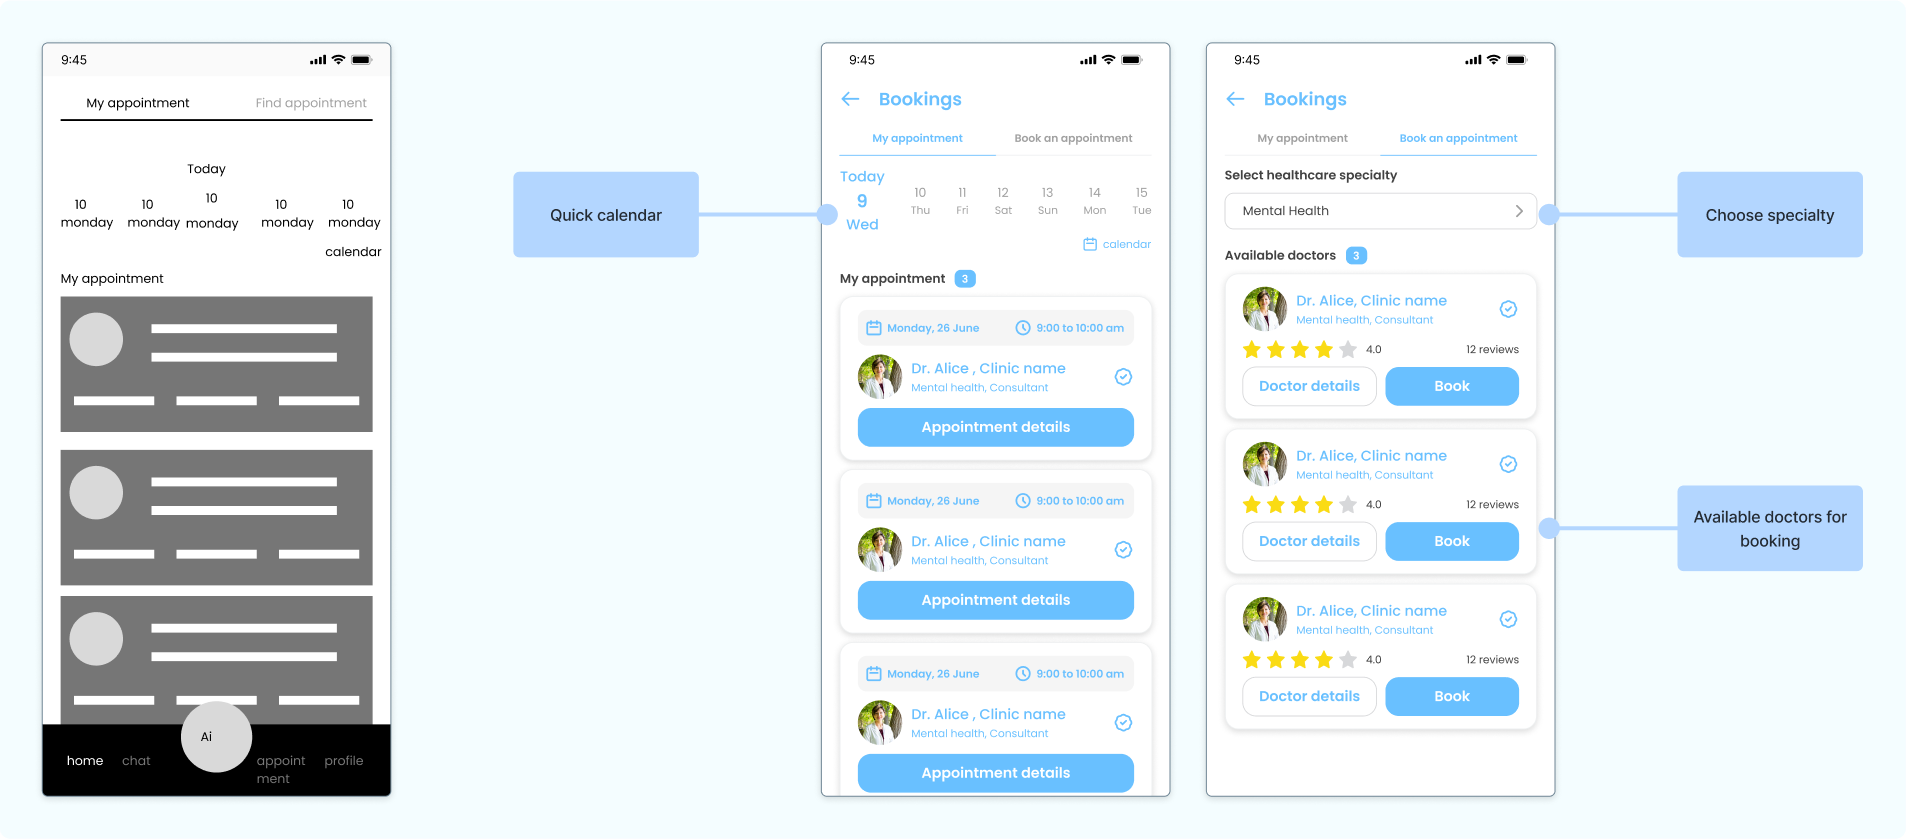 9:45
My appointment
Find appointment
Today
10
monday
10
monday
10
monday
10
monday
10
monday
calendar
My appointment
Ai
home
chat
appoint
ment
profile
Quick calendar
9:45
Bookings
My appointment
Book an appointment
Today
9
Wed
10
Thu
11
Fri
12
Sat
13
Sun
14
Mon
15
Tue
calendar
My appointment 3
Monday, 26 June
9:00 to 10:00 am
Dr. Alice , Clinic name
Mental health, Consultant
Appointment details
Monday, 26 June
9:00 to 10:00 am
Dr. Alice , Clinic name
Mental health, Consultant
Appointment details
Monday, 26 June
9:00 to 10:00 am
Dr. Alice , Clinic name
Mental health, Consultant
Appointment details
9:45
Bookings
My appointment
Book an appointment
Select healthcare specialty
Mental Health
Available doctors 3
Dr. Alice, Clinic name
Mental health, Consultant
4.0
12 reviews
Doctor details
Book
Dr. Alice, Clinic name
Mental health, Consultant
4.0
12 reviews
Doctor details
Book
Dr. Alice, Clinic name
Mental health, Consultant
4.0
12 reviews
Doctor details
Book
Choose specialty
Available doctors for
booking